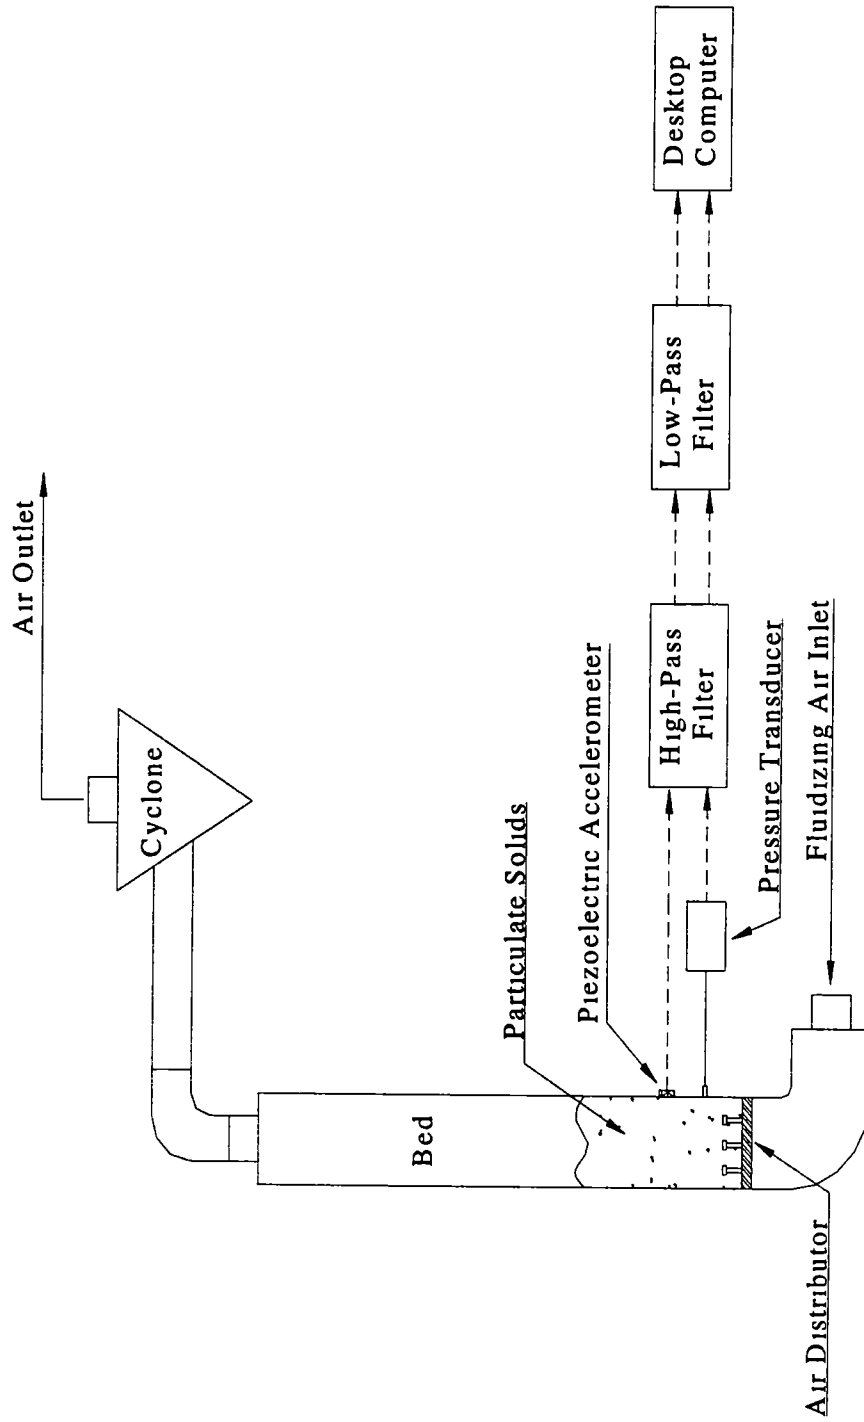 Air Outlet
Cyclone
Bed
Particulate Solids
Piezoelectric Accelerometer
High-Pass
Filter
Low-Pass
Filter
Desktop
Computer
Pressure Transducer
Fluidizing Air Inlet
Air Distributor